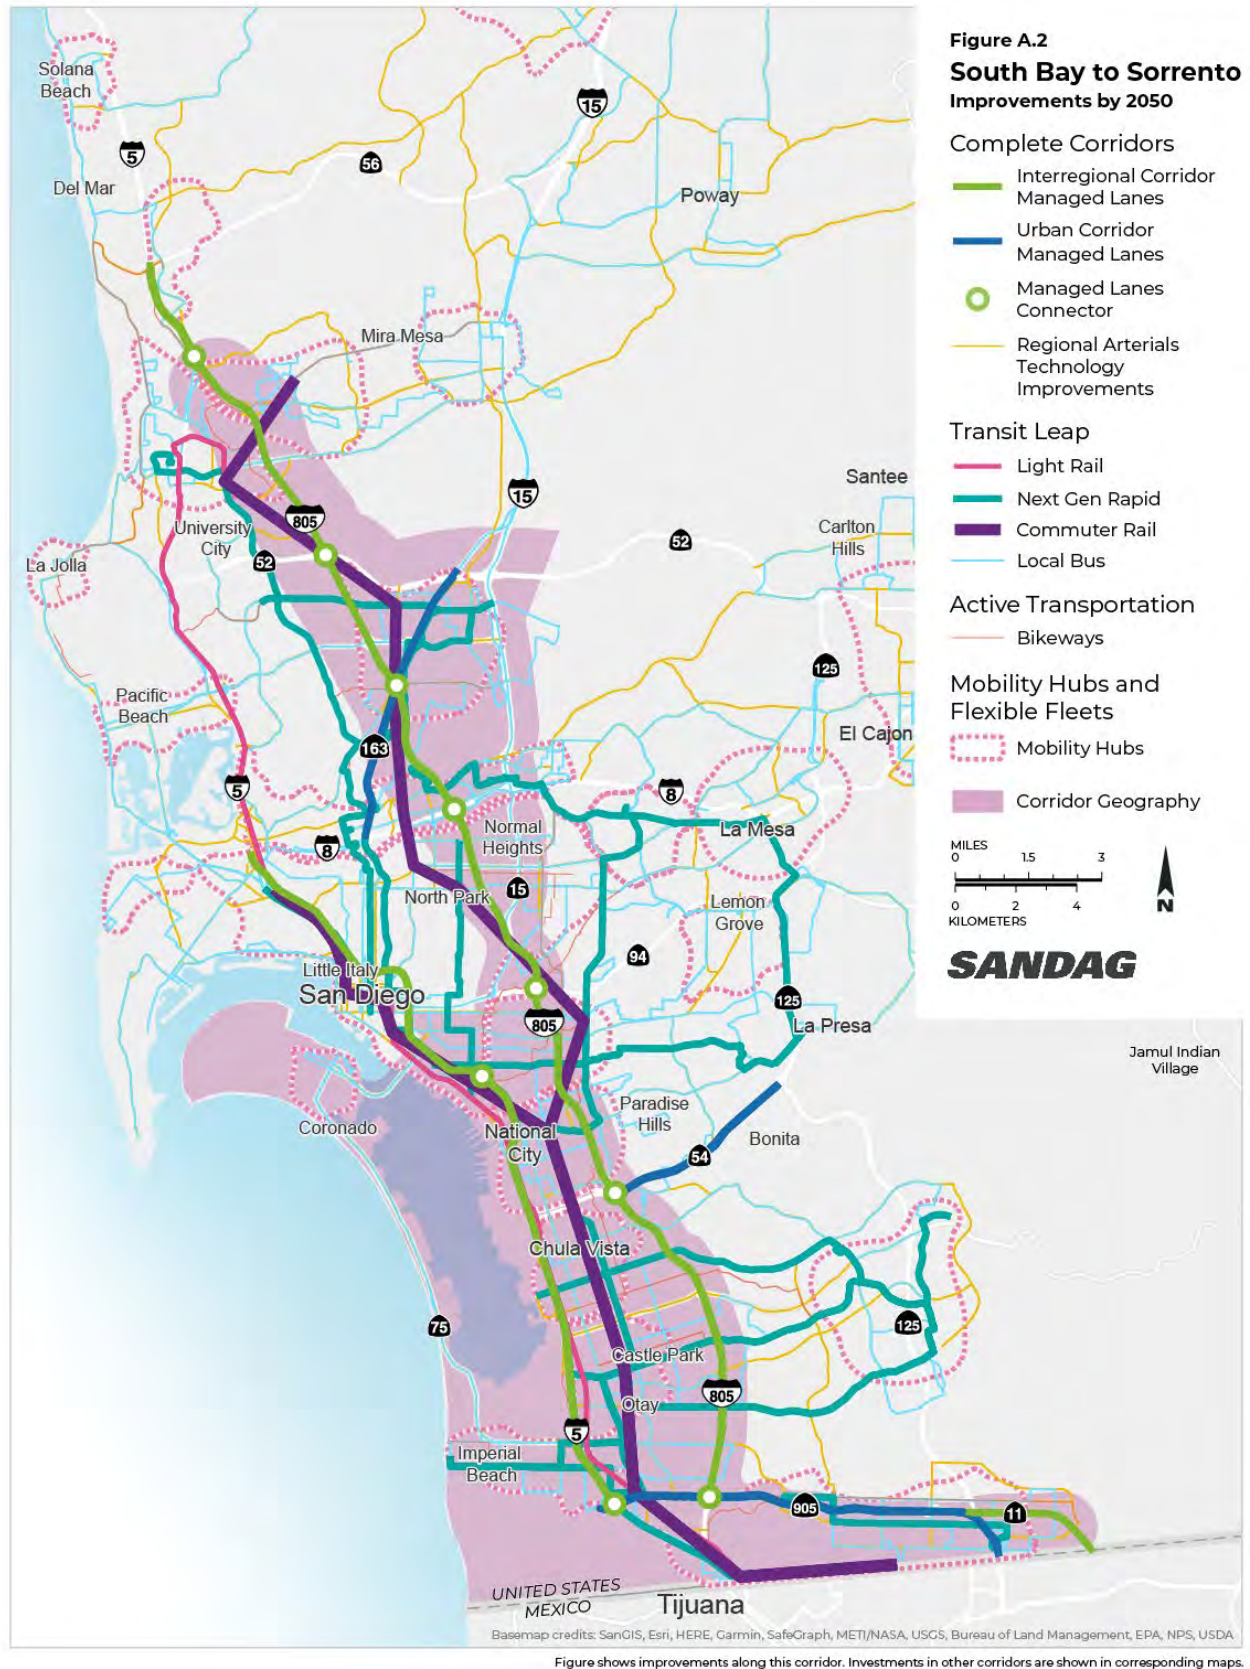 Figure A.2
South Bay to Sorrento
Improvements by 2050
Complete Corridors
Interregional Corridor
Managed Lanes
Urban Corridor
Managed Lanes
Managed Lanes
Connector
Regional Arterials
Technology
Improvements
Transit Leap
Light Rail
Next Gen Rapid
Commuter Rail
Local Bus
Active Transportation
Bikeways
Mobility Hubs and
Flexible Fleets
Mobility Hubs
Corridor Geography
MILES
0 1.5 3
0 2 4
KILOMETERS
N
SANDAG
Solana
Beach
5
15
56
Del Mar
Poway
Mira Mesa
Santee
15
805
University
City
Carlton
Hills
52
52
La Jolla
125
Pacific
Beach
El Cajon
163
5
8
Normal
Heights
La Mesa
8
North Park
15
Lemon
Grove
94
Little Italy
San Diego
125
805
La Presa
Jamul Indian
Village
Coronado
National
City
Paradise
Hills
Bonita
54
Chula Vista
75
125
Castle Park
805
Otay
5
Imperial
Beach
905
11
UNITED STATES
MEXICO
Tijuana
Basemap credits: SanGIS, Esri, HERE, Garmin, SafeGraph, METI/NASA, USGS, Bureau of Land Management, EPA, NPS, USDA
Figure shows improvements along this corridor. Investments in other corridors are shown in corresponding maps.